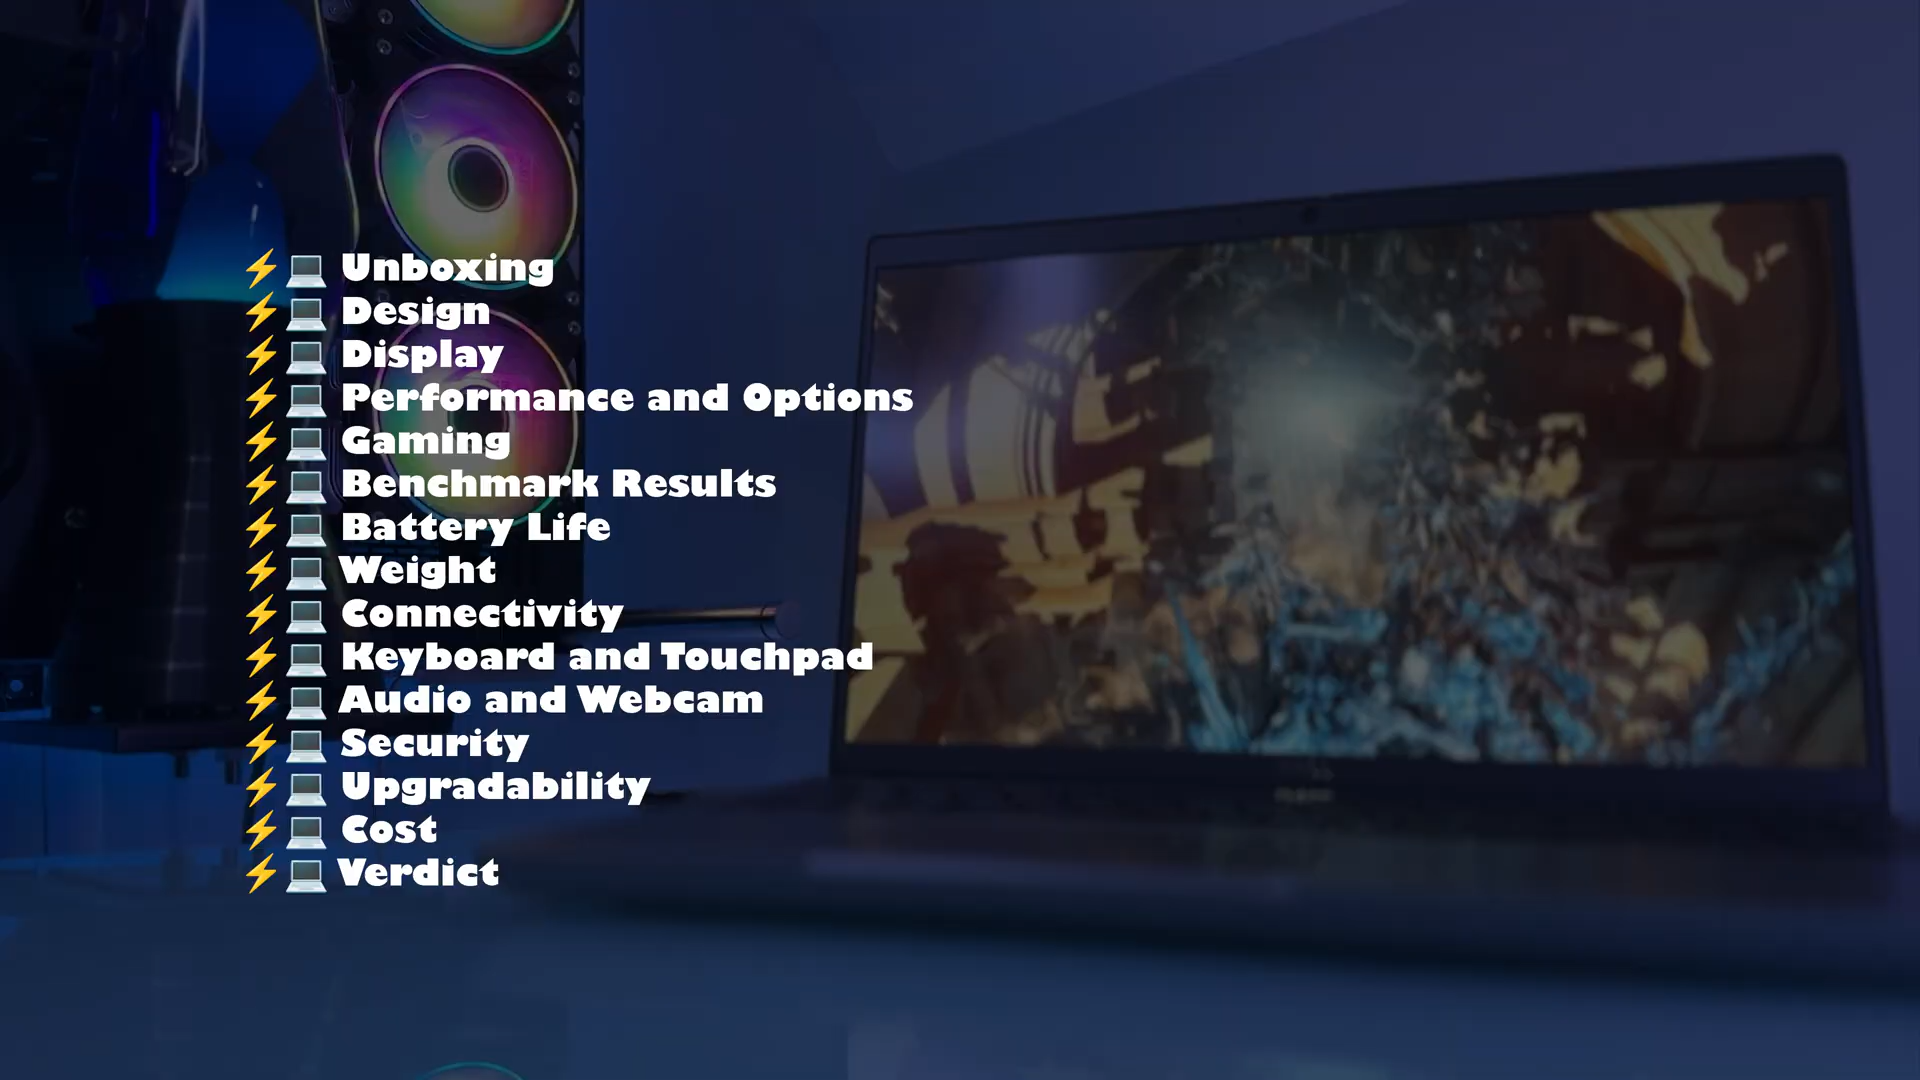 ⚡💻 Unboxing
⚡💻 Design
⚡💻 Display
⚡💻 Performance and Options
⚡💻 Gaming
⚡💻 Benchmark Results
⚡💻 Battery Life
⚡💻 Weight
⚡💻 Connectivity
⚡💻 Keyboard and Touchpad
⚡💻 Audio and Webcam
⚡💻 Security
⚡💻 Upgradability
⚡💻 Cost
⚡💻 Verdict